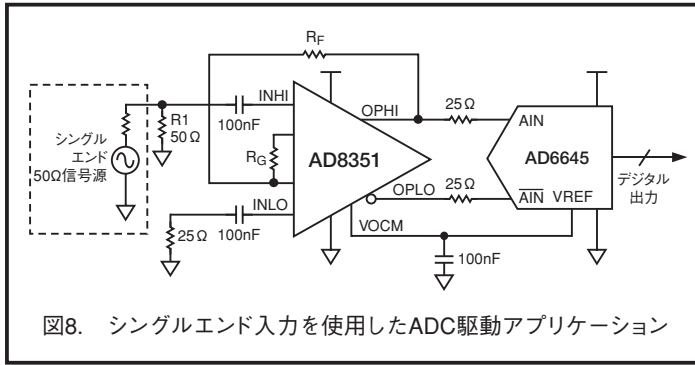 RF
INHI
OPHI
25Ω
AIN
シングル
エンド
50Ω信号源
R1
50Ω
100nF
RG
AD8351
AD6645
デジタル
出力
INLO
OPLO
25Ω
AIN
VREF
25Ω
100nF
VOCM
100nF
図8. シングルエンド入力を使用したADC駆動アプリケーション